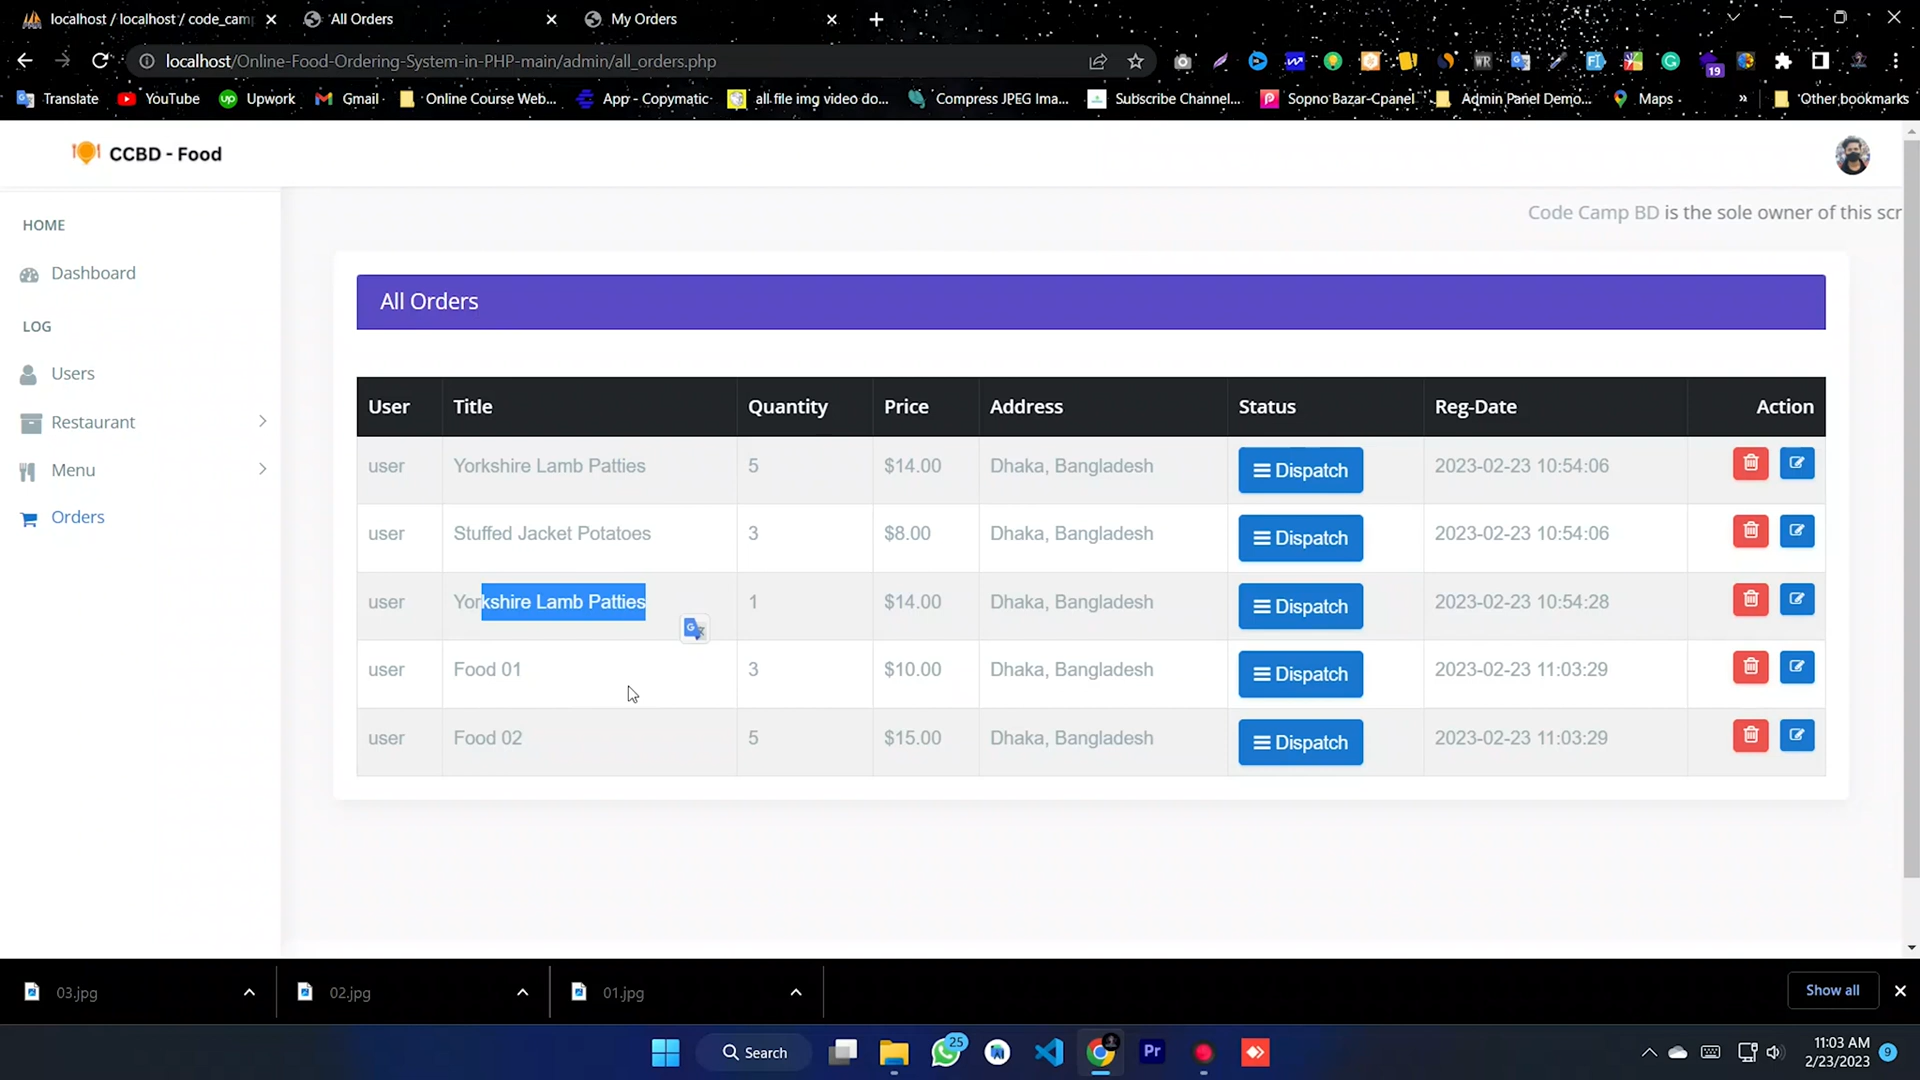 localhost / localhost / code_camp
All Orders
My Orders
localhost/Online-Food-Ordering-System-in-PHP-main/admin/all_orders.php
WR
19
Translate
YouTube
Upwork
Gmail
Online Course Web...
App - Copymatic
all file img video do...
Compress JPEG Ima...
Subscribe Channel...
Sopno Bazar-Cpanel
Admin Panel Demo...
Maps
»
Other bookmarks
CCBD - Food
HOME
Code Camp BD is the sole owner of this scr
Dashboard
All Orders
LOG
Users
Restaurant
Menu
Orders
User Title Quantity Price Address Status Reg-Date Action
user Yorkshire Lamb Patties 5 $14.00 Dhaka, Bangladesh Dispatch 2023-02-23 10:54:06
user Stuffed Jacket Potatoes 3 $8.00 Dhaka, Bangladesh Dispatch 2023-02-23 10:54:06
user Yorkshire Lamb Patties 1 $14.00 Dhaka, Bangladesh Dispatch 2023-02-23 10:54:28
user Food 01 3 $10.00 Dhaka, Bangladesh Dispatch 2023-02-23 11:03:29
user Food 02 5 $15.00 Dhaka, Bangladesh Dispatch 2023-02-23 11:03:29
03.jpg
02.jpg
01.jpg
Show all
Search
25
Pr
11:03 AM
2/23/2023
9